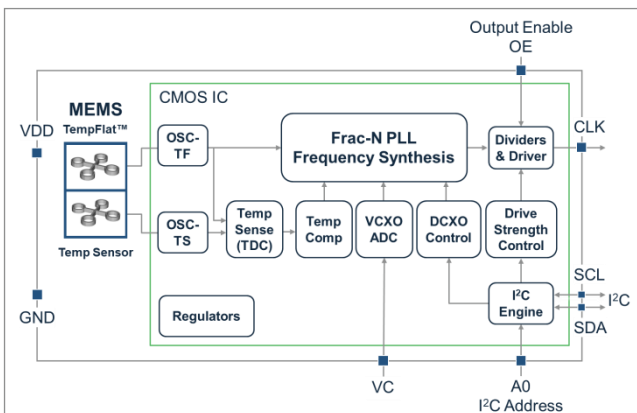 Output Enable
OE
CMOS IC
MEMS
TempFlat™
VDD
CLK
OSC-
TF
Frac-N PLL
Frequency Synthesis
Dividers
& Driver
OSC-
TS
Temp
Sense
(TDC)
Temp
Comp
VCXO
ADC
DCXO
Control
Drive
Strength
Control
Temp Sensor
SCL
I²C
Engine
I²C
SDA
GND
Regulators
VC
A0
I²C Address